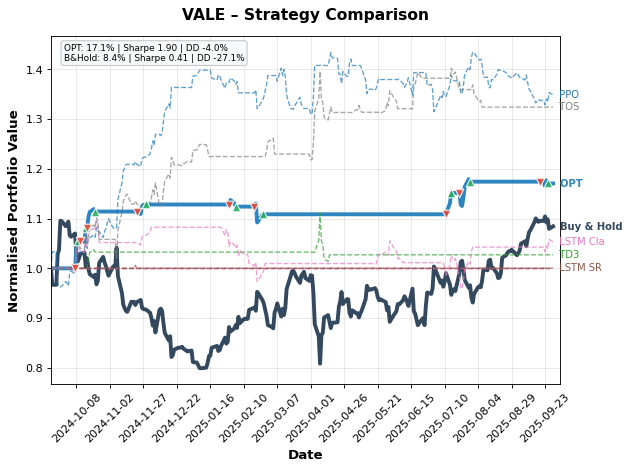 VALE – Strategy Comparison
OPT: 17.1% | Sharpe 1.90 | DD -4.0%
B&Hold: 8.4% | Sharpe 0.41 | DD -27.1%
Normalised Portfolio Value
1.4
1.3
1.2
1.1
1.0
0.9
0.8
PPO
TOS
OPT
Buy & Hold
LSTM Cla
TD3
LSTM SR
2024-10-08
2024-11-02
2024-11-27
2024-12-22
2025-01-16
2025-02-10
2025-03-07
2025-04-01
2025-04-26
2025-05-21
2025-06-15
2025-07-10
2025-08-04
2025-08-29
2025-09-23
Date